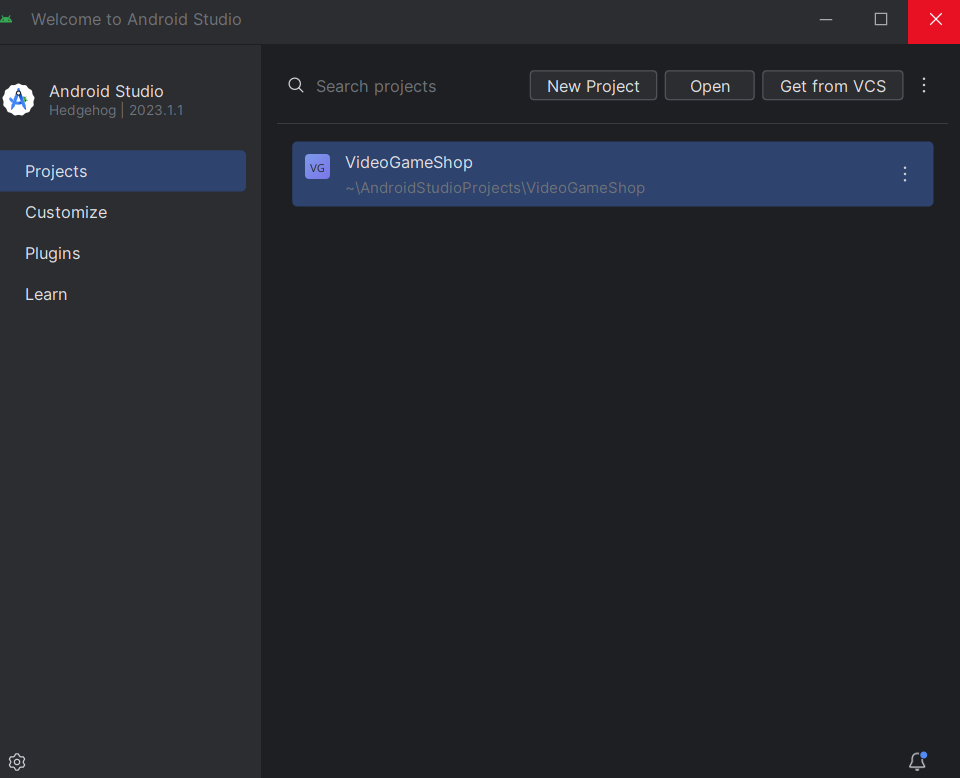 Welcome to Android Studio
Android Studio
Hedgehog | 2023.1.1
Projects
Customize
Plugins
Learn
Search projects
New Project
Open
Get from VCS
VG
VideoGameShop
~\AndroidStudioProjects\VideoGameShop